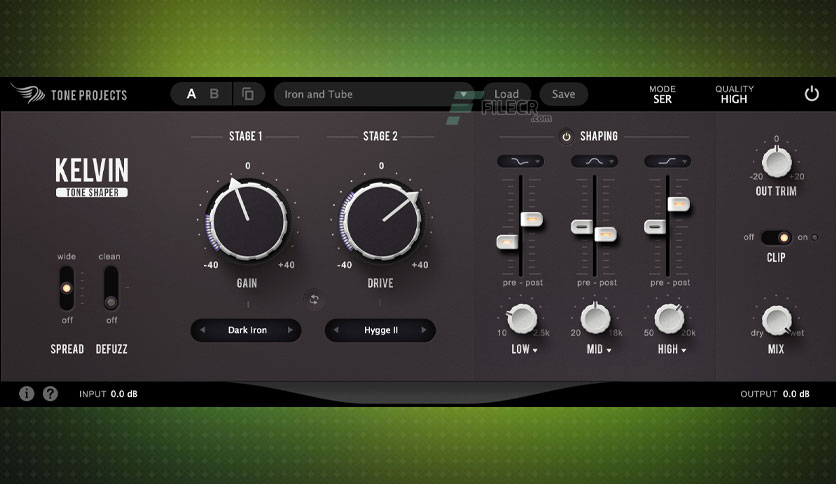 TONE PROJECTS
A B
Iron and Tube
Load
Save
MODE
SER
QUALITY
HIGH
FILECR
.com
KELVIN
TONE SHAPER
STAGE 1
STAGE 2
SHAPING
0
0
-40
+40
GAIN
-40
+40
DRIVE
0
-20
+20
OUT TRIM
wide
off
SPREAD
clean
off
DEFUZZ
Dark Iron
Hygge II
pre - post
pre - post
pre - post
10
2.5k
LOW
20
18k
MID
50
20k
HIGH
off
on
CLIP
dry
wet
MIX
i
?
INPUT 0.0 dB
OUTPUT 0.0 dB